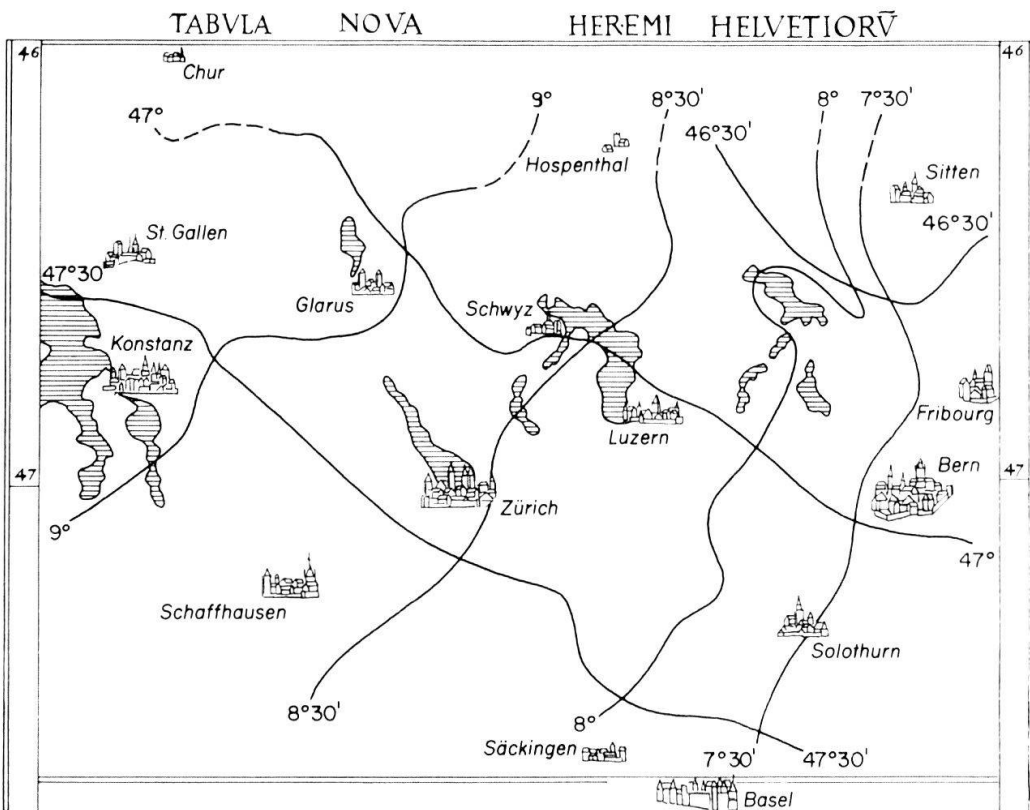 TABVLA NOVA HEREMI HELVETIORV̄
46 46
Chur
9° 8°30' 8° 7°30'
47° 46°30'
Hospenthal
Sitten
St. Gallen 46°30'
47°30'
Glarus
Schwyz
Konstanz
Luzern Fribourg
47 47
Bern
Zürich
9°
47°
Schaffhausen
Solothurn
8°30' 8°
Säckingen 7°30' 47°30'
Basel